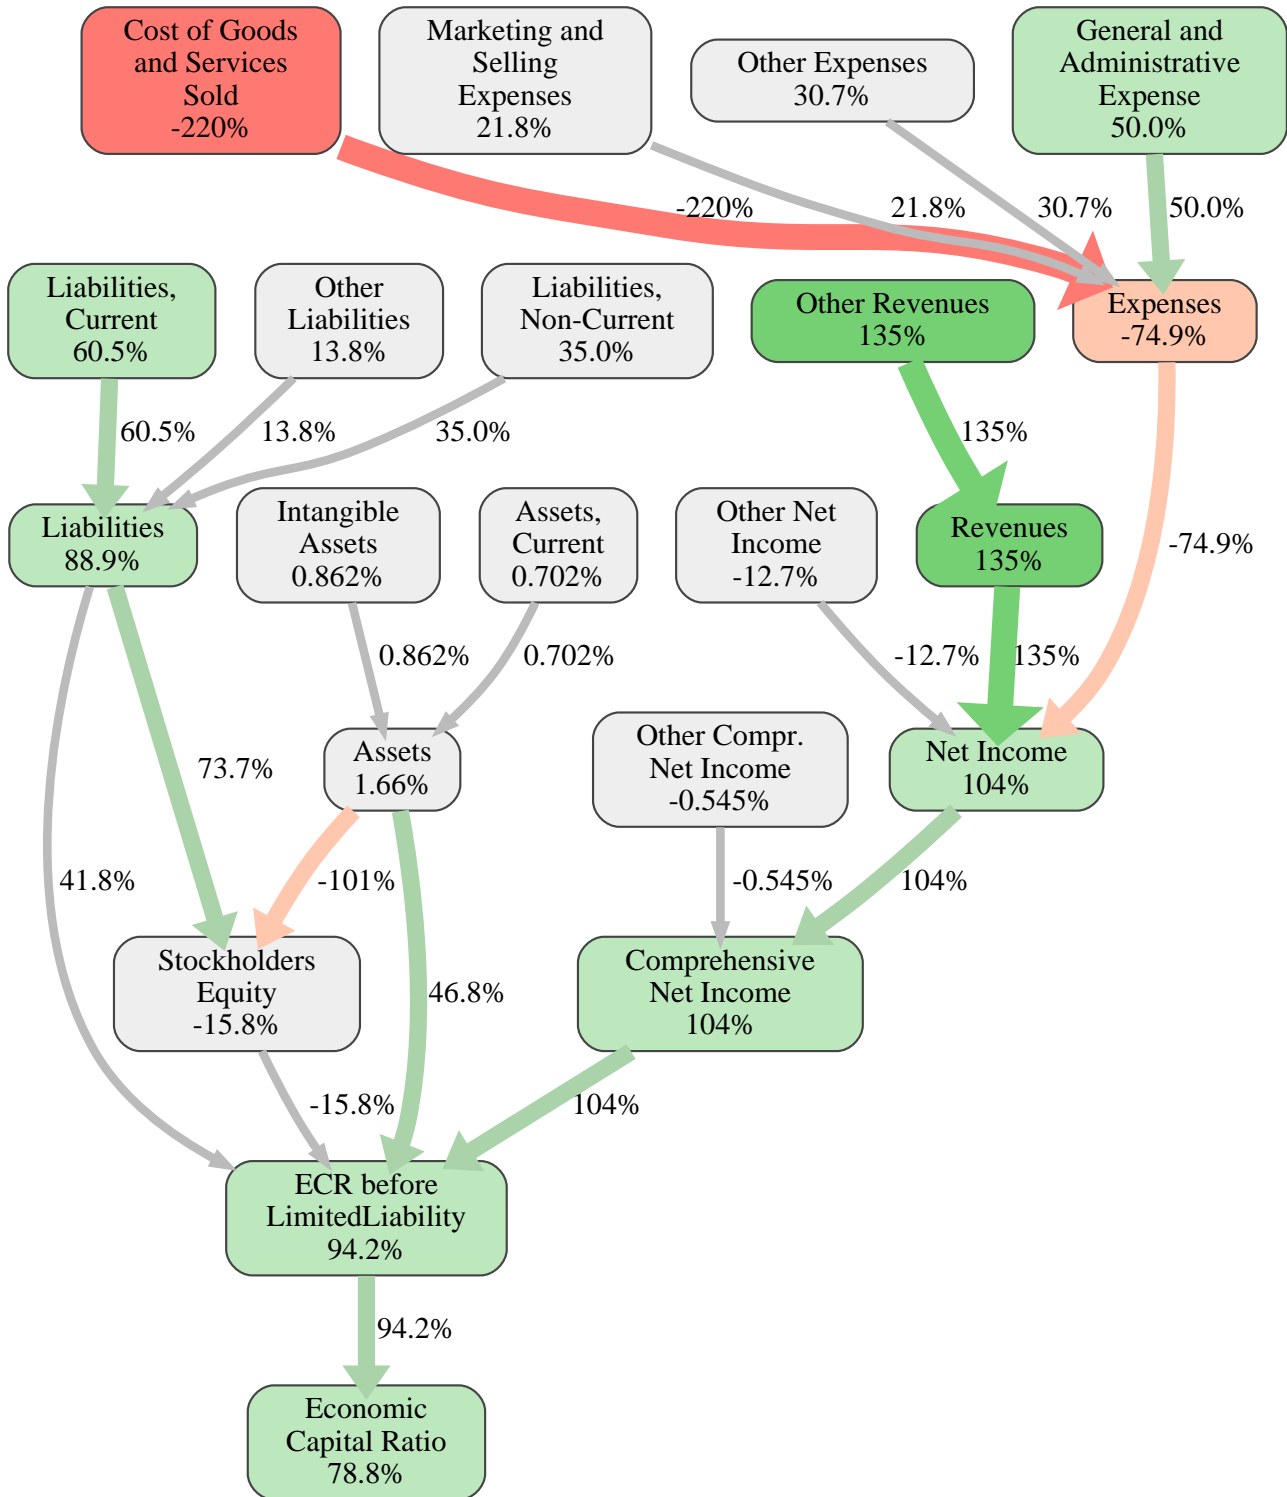 Cost of Goods
and Services
Sold
-220%
Marketing and
Selling
Expenses
21.8%
Other Expenses
30.7%
General and
Administrative
Expense
50.0%
-220%
21.8%
30.7%
50.0%
Liabilities,
Current
60.5%
Other
Liabilities
13.8%
Liabilities,
Non-Current
35.0%
Other Revenues
135%
Expenses
-74.9%
60.5%
13.8%
35.0%
135%
-74.9%
Liabilities
88.9%
Intangible
Assets
0.862%
Assets,
Current
0.702%
Other Net
Income
-12.7%
Revenues
135%
73.7%
0.862%
0.702%
-12.7%
135%
Assets
1.66%
Other Compr.
Net Income
-0.545%
Net Income
104%
41.8%
-101%
46.8%
-0.545%
104%
Stockholders
Equity
-15.8%
Comprehensive
Net Income
104%
-15.8%
104%
ECR before
LimitedLiability
94.2%
94.2%
Economic
Capital Ratio
78.8%